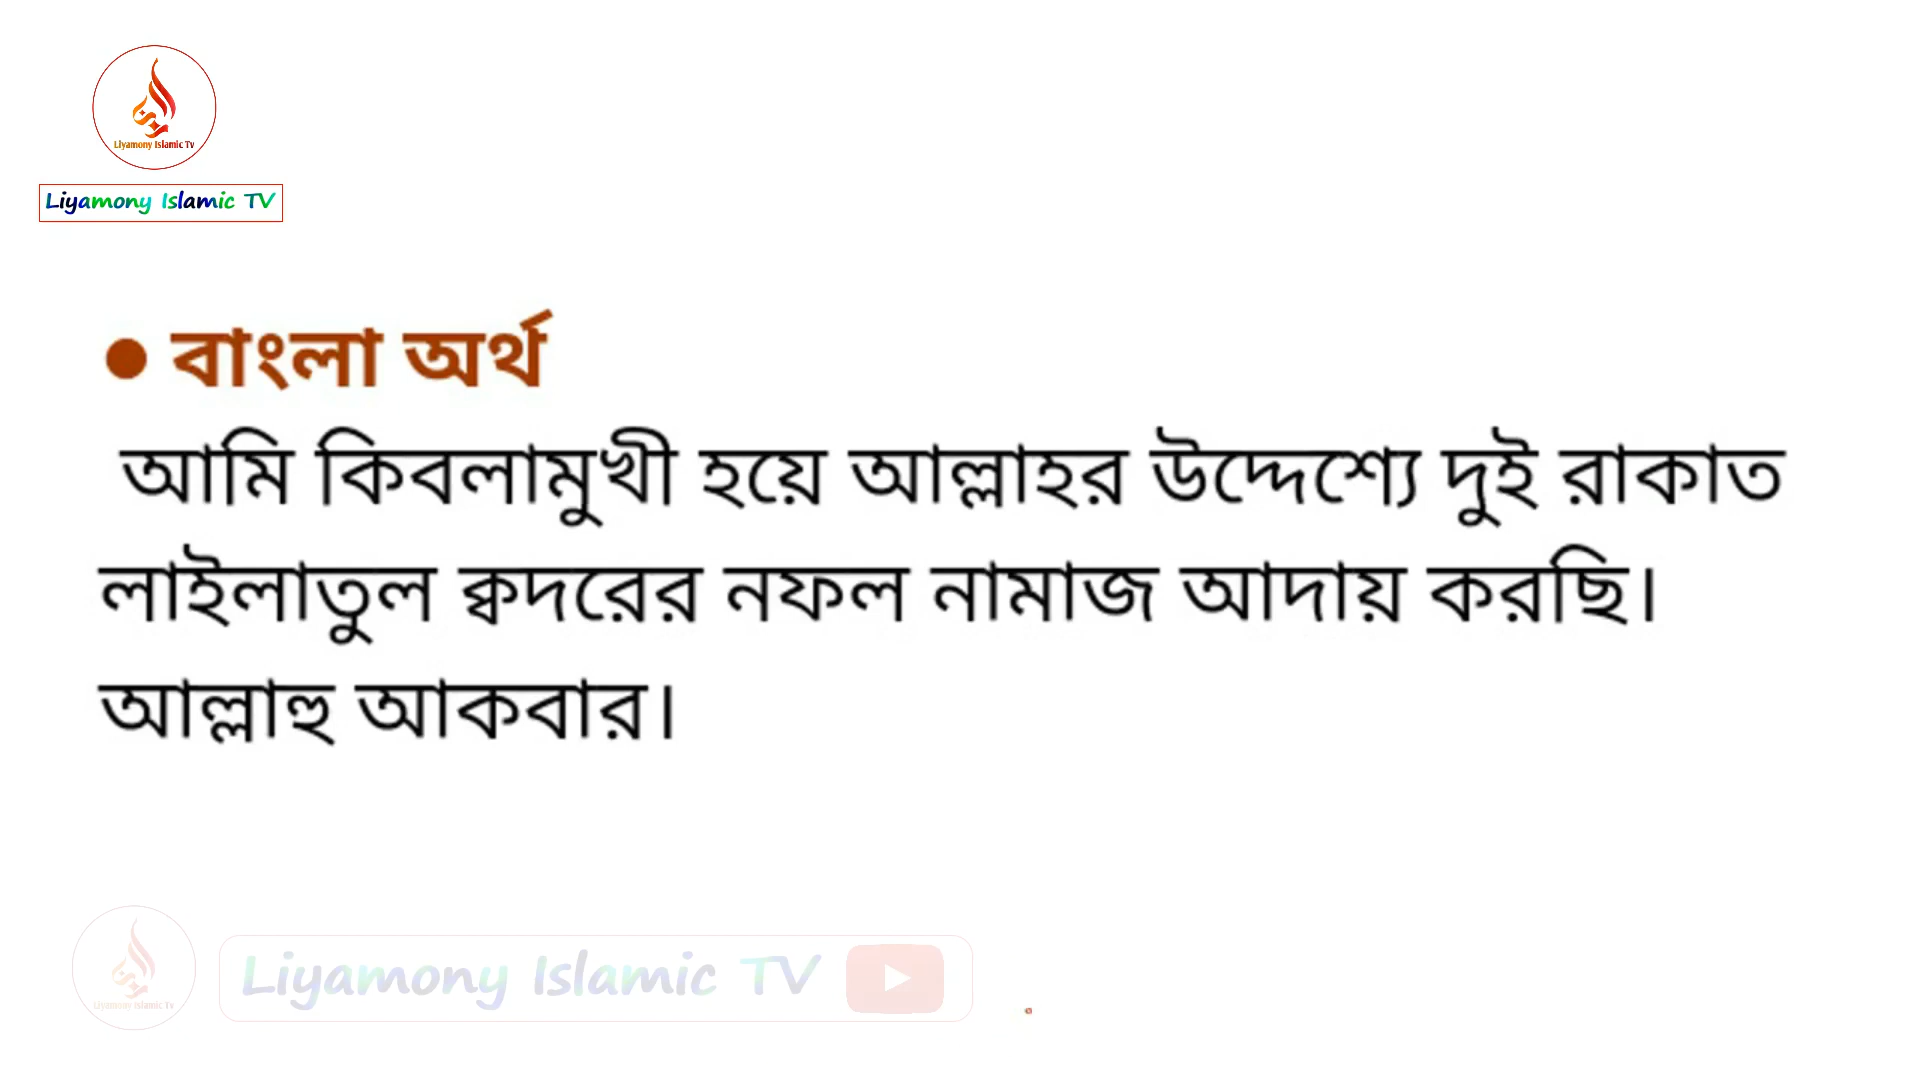 Liyamony Islamic Tv
Liyamony Islamic TV
• বাংলা অর্থ
আমি কিবলামুখী হয়ে আল্লাহর উদ্দেশ্যে দুই রাকাত
লাইলাতুল ক্বদরের নফল নামাজ আদায় করছি।
আল্লাহু আকবার।
Liyamony Islamic Tv
Liyamony Islamic TV